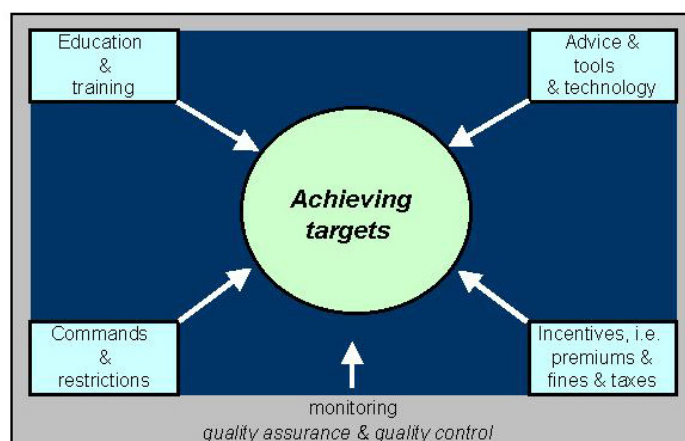 Education
&
training
Advice &
tools
& technology
Achieving
targets
Commands
&
restrictions
Incentives, i.e.
premiums &
fines & taxes
monitoring
quality assurance & quality control